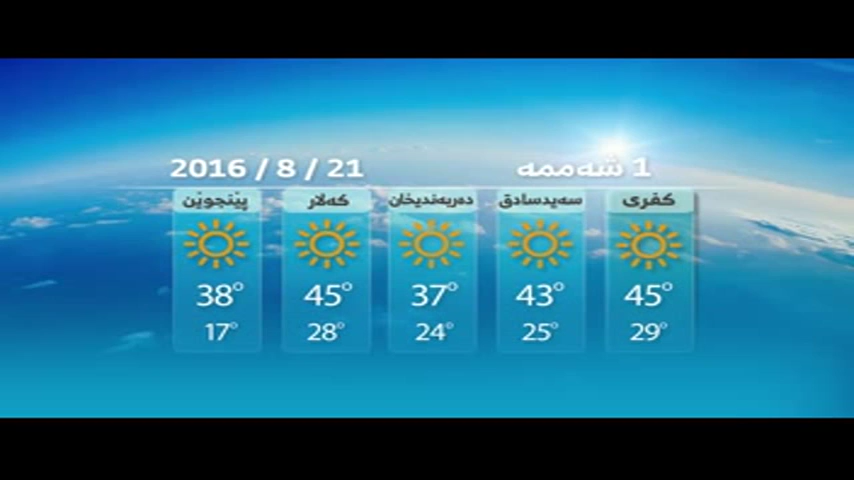 1 شەممە 2016 / 8 / 21
کفری سەیدسادق دەربەندیخان کەلار پێنجوێن
45° 43° 37° 45° 38°
29° 25° 24° 28° 17°